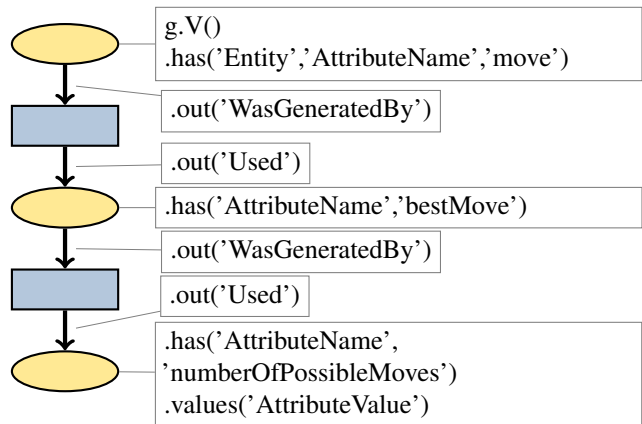 g.V()
.has('Entity','AttributeName','move')
.out('WasGeneratedBy')
.out('Used')
.has('AttributeName','bestMove')
.out('WasGeneratedBy')
.out('Used')
.has('AttributeName',
'numberOfPossibleMoves')
.values('AttributeValue')